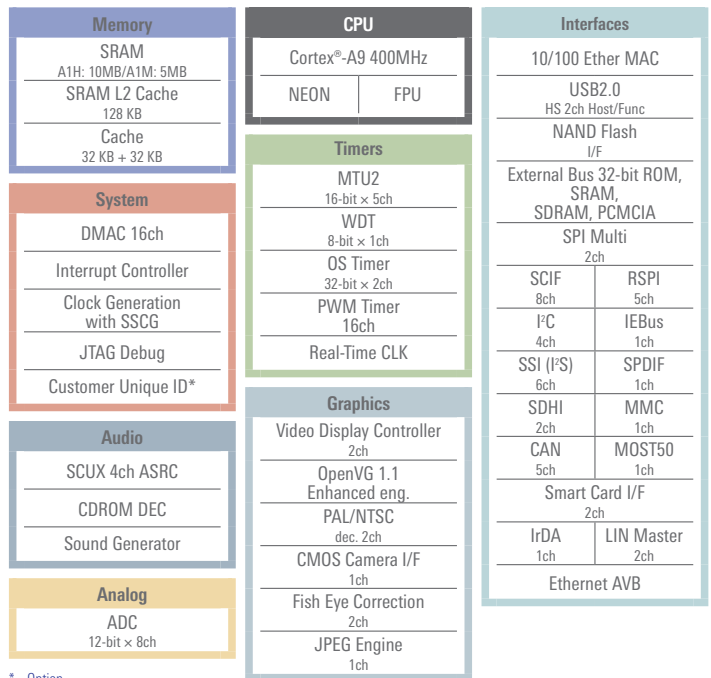 Memory
SRAM
A1H: 10MB/A1M: 5MB
SRAM L2 Cache
128 KB
Cache
32 KB + 32 KB
System
DMAC 16ch
Interrupt Controller
Clock Generation
with SSCG
JTAG Debug
Customer Unique ID*
Audio
SCUX 4ch ASRC
CDROM DEC
Sound Generator
Analog
ADC
12-bit × 8ch
* Option
CPU
Cortex®-A9 400MHz
NEON FPU
Timers
MTU2
16-bit × 5ch
WDT
8-bit × 1ch
OS Timer
32-bit × 2ch
PWM Timer
16ch
Real-Time CLK
Graphics
Video Display Controller
2ch
OpenVG 1.1
Enhanced eng.
PAL/NTSC
dec. 2ch
CMOS Camera I/F
1ch
Fish Eye Correction
2ch
JPEG Engine
1ch
Interfaces
10/100 Ether MAC
USB2.0
HS 2ch Host/Func
NAND Flash
I/F
External Bus 32-bit ROM,
SRAM,
SDRAM, PCMCIA
SPI Multi
2ch
SCIF RSPI
8ch 5ch
I²C IEBus
4ch 1ch
SSI (I²S) SPDIF
6ch 1ch
SDHI MMC
2ch 1ch
CAN MOST50
5ch 1ch
Smart Card I/F
2ch
IrDA LIN Master
1ch 2ch
Ethernet AVB